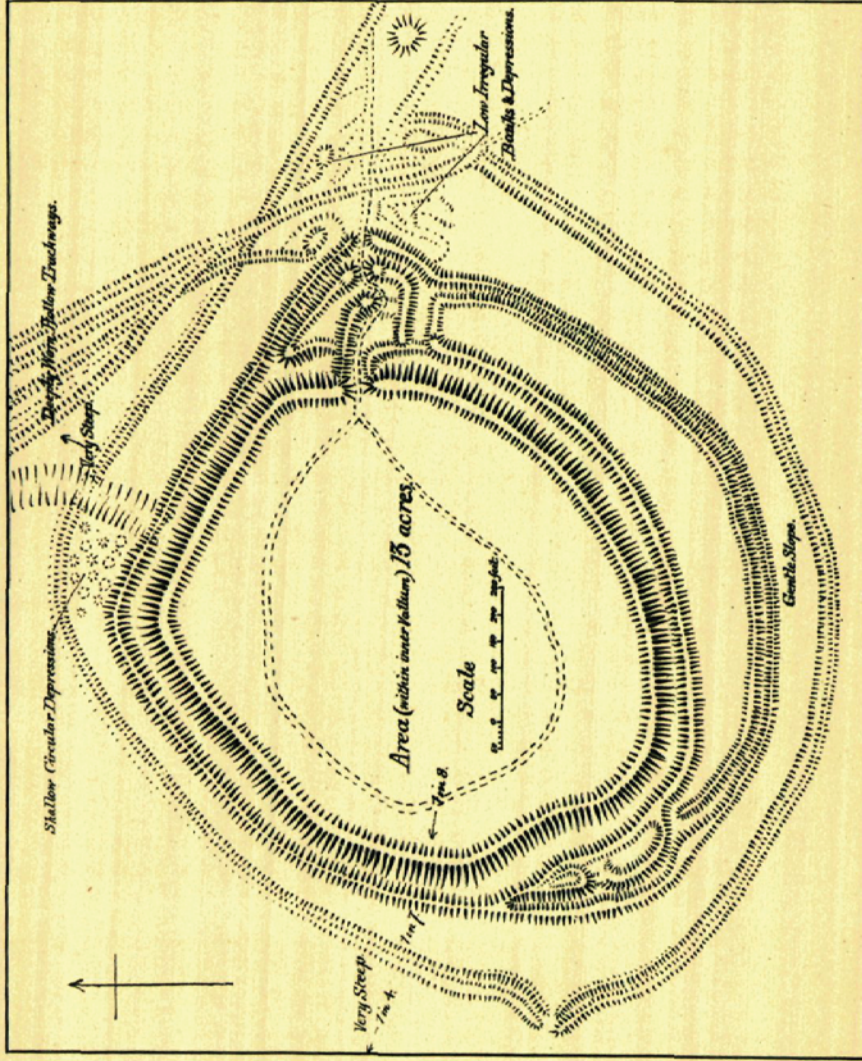 Deeply Worn Hollow Trackways.
Very Steep.
Shallow Circular Depressions.
Low Irregular
Banks & Depressions.
Area (within inner Vallum) 13 acres.
Scale
feet.
1 in 8.
1 in 7.
Very Steep
1 in 4.
Gentle Slope.